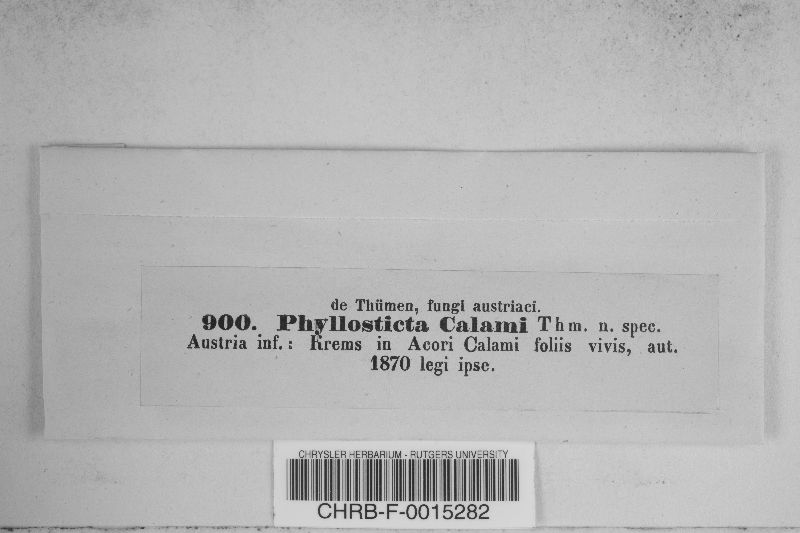 de Thümen, fungi austriaci.
900. Phyllosticta Calami Thm. n. spec.
Austria inf.: Krems in Acori Calami foliis vivis, aut.
1870 legi ipse.
CHRYSLER HERBARIUM - RUTGERS UNIVERSITY
CHRB-F-0015282